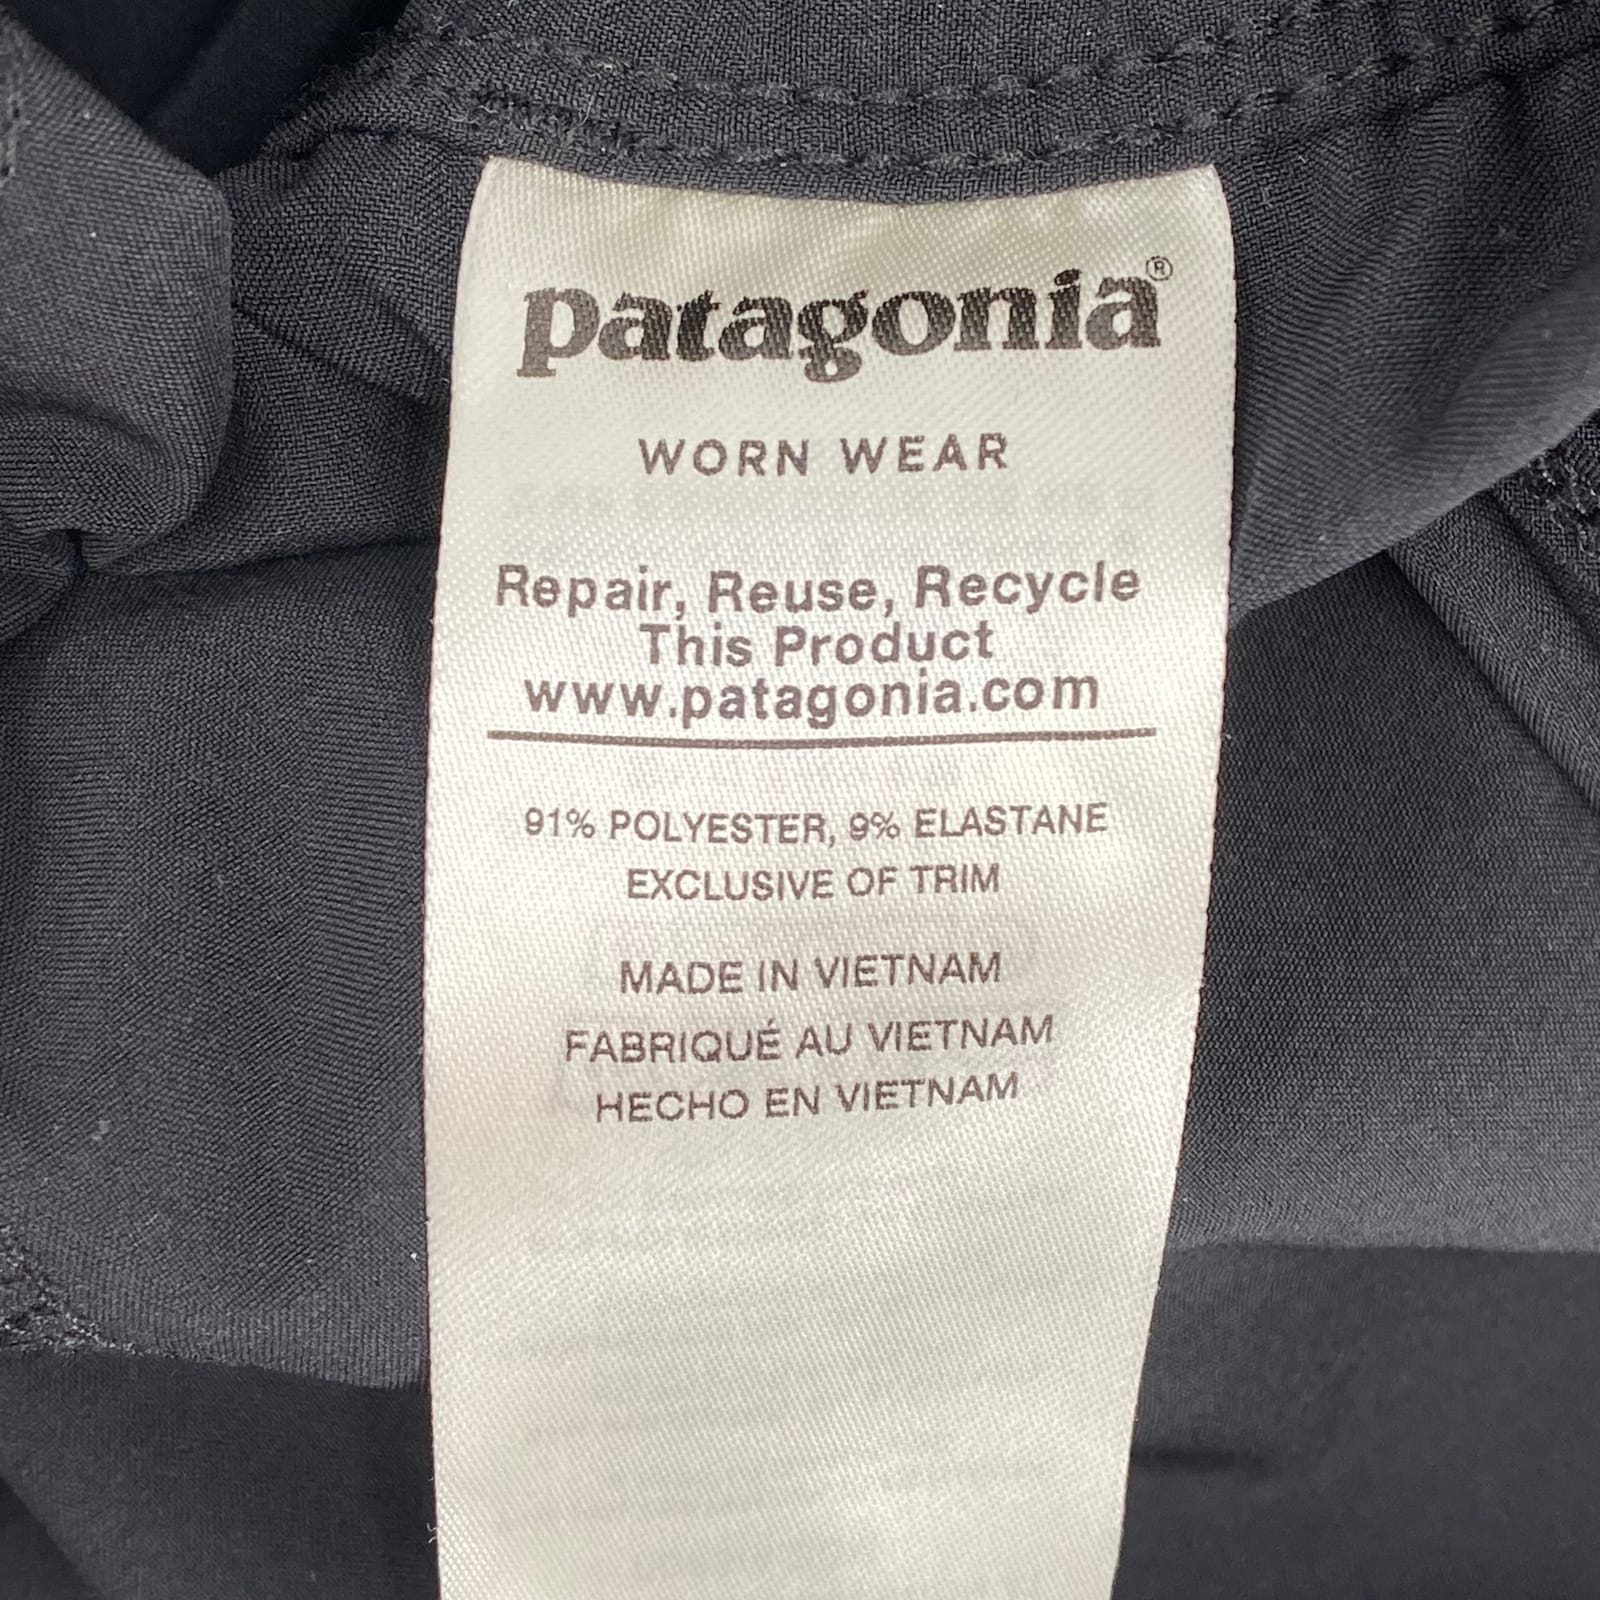 patagonia®
WORN WEAR
Repair, Reuse, Recycle
This Product
www.patagonia.com
91% POLYESTER, 9% ELASTANE
EXCLUSIVE OF TRIM
MADE IN VIETNAM
FABRIQUÉ AU VIETNAM
HECHO EN VIETNAM